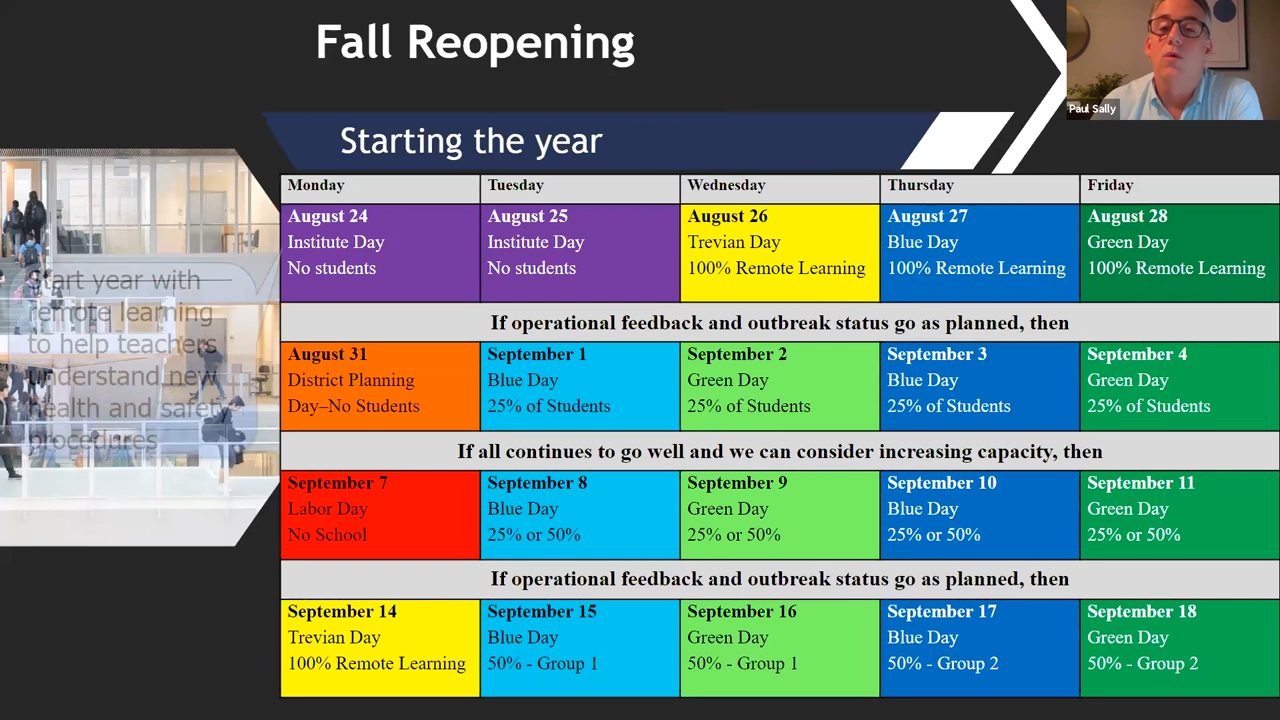 Fall Reopening
Paul Sally
Starting the year
Start year with
remote learning
to help teachers
understand new
health and safety
procedures
Monday Tuesday Wednesday Thursday Friday
August 24 August 25 August 26 August 27 August 28
Institute Day Institute Day Trevian Day Blue Day Green Day
No students No students 100% Remote Learning 100% Remote Learning 100% Remote Learning
If operational feedback and outbreak status go as planned, then
August 31 September 1 September 2 September 3 September 4
District Planning Blue Day Green Day Blue Day Green Day
Day–No Students 25% of Students 25% of Students 25% of Students 25% of Students
If all continues to go well and we can consider increasing capacity, then
September 7 September 8 September 9 September 10 September 11
Labor Day Blue Day Green Day Blue Day Green Day
No School 25% or 50% 25% or 50% 25% or 50% 25% or 50%
If operational feedback and outbreak status go as planned, then
September 14 September 15 September 16 September 17 September 18
Trevian Day Blue Day Green Day Blue Day Green Day
100% Remote Learning 50% - Group 1 50% - Group 1 50% - Group 2 50% - Group 2